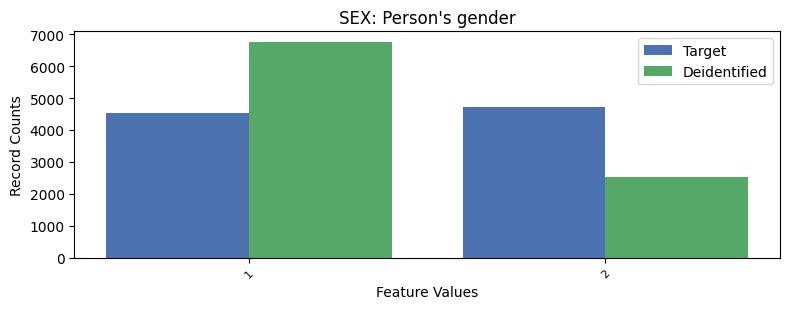 SEX: Person's gender
Target
Deidentified
Record Counts
7000
6000
5000
4000
3000
2000
1000
0
1
2
Feature Values